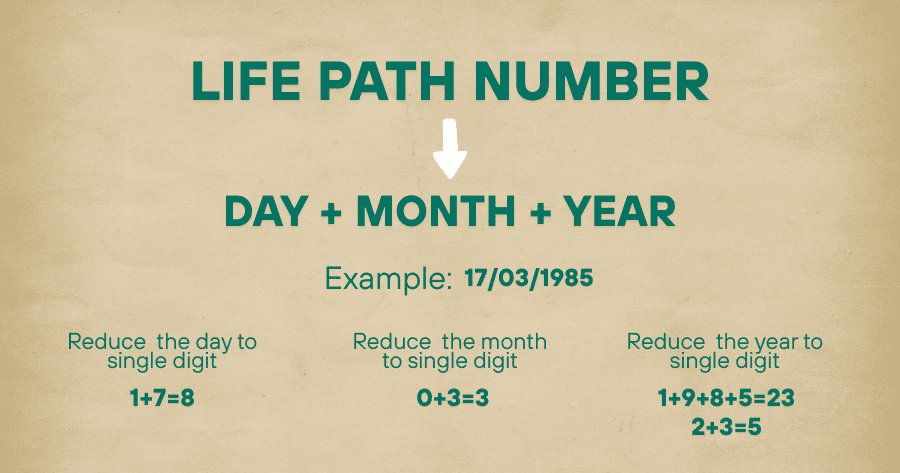 LIFE PATH NUMBER
DAY + MONTH + YEAR
Example: 17/03/1985
Reduce the day to
single digit
1+7=8
Reduce the month
to single digit
0+3=3
Reduce the year to
single digit
1+9+8+5=23
2+3=5